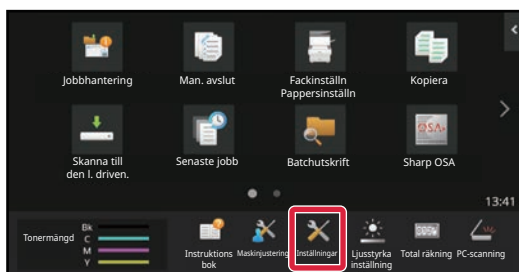 Jobbhantering
Man. avslut
Fackinställn
Pappersinställn
Kopiera
Skanna till
den l. driven.
Senaste jobb
Batchutskrift
Sharp OSA
13:41
Tonermängd
Bk
C
M
Y
Instruktions
bok
Maskinjustering
Inställningar
Ljusstyrka
inställning
Total räkning
PC-scanning